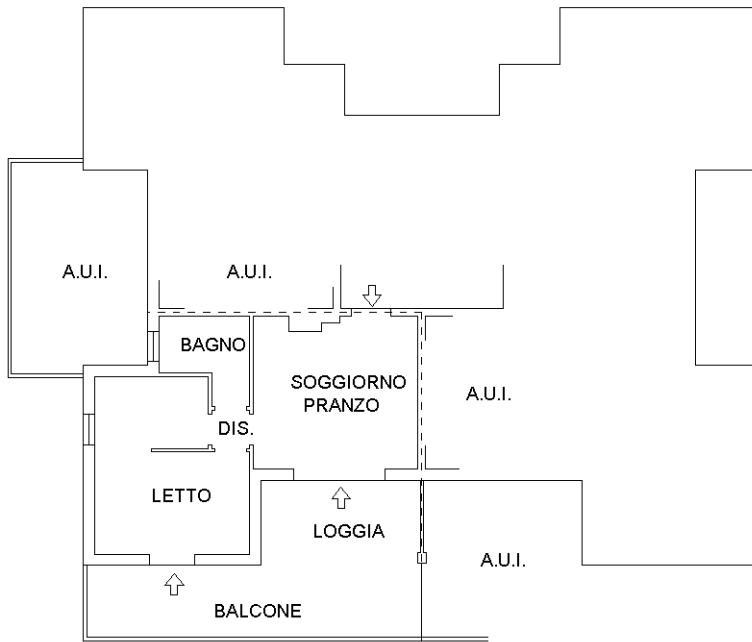 A.U.I.
A.U.I.
BAGNO
SOGGIORNO
PRANZO
A.U.I.
DIS.
LETTO
LOGGIA
A.U.I.
BALCONE